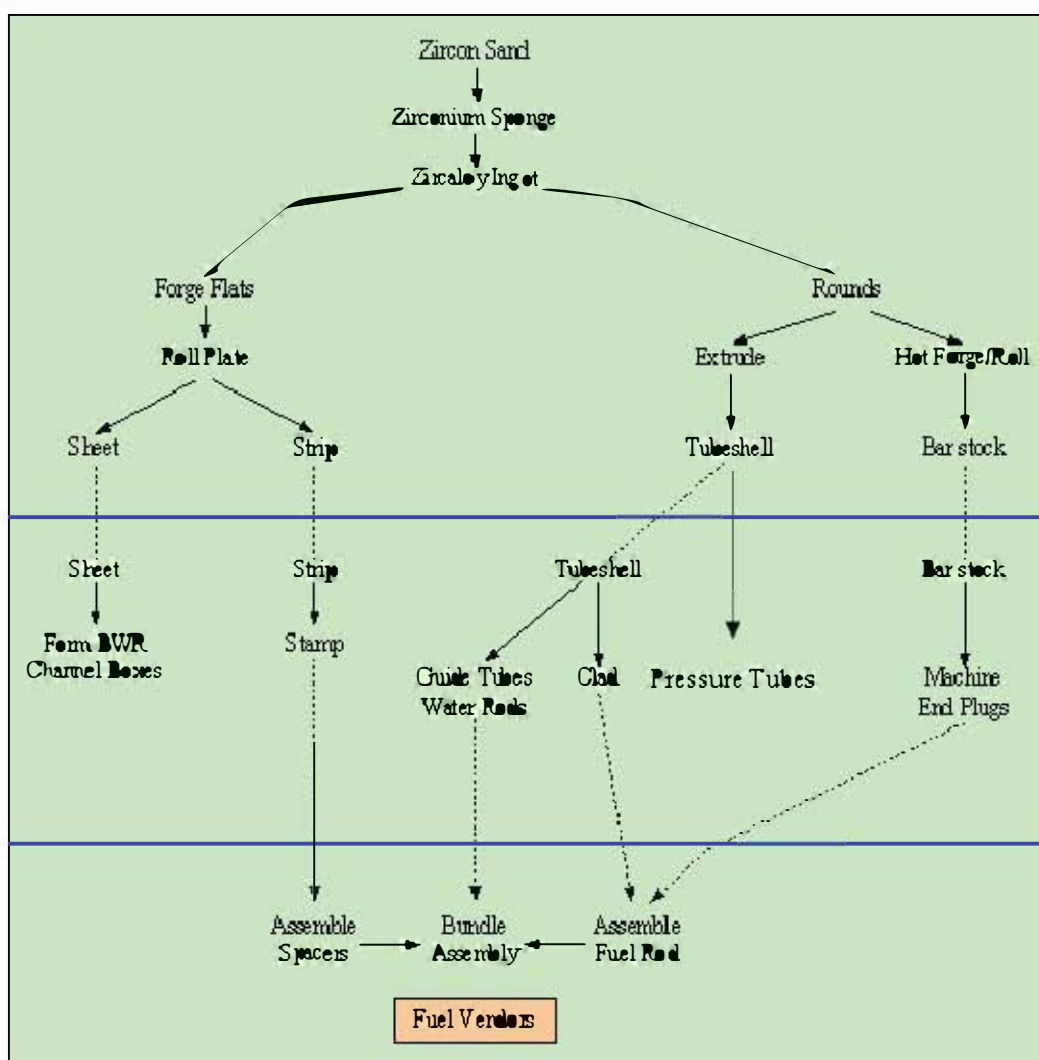 Zircon Sand
Zirconium Sponge
Zircaloy Ingot
Forge Flats
Rounds
Roll Plate
Extrude
Hot Forge/Roll
Sheet
Strip
Tubeshell
Bar stock
Sheet
Strip
Tubeshell
Bar stock
Form BWR
Channel Boxes
Stamp
Guide Tubes
Water Rods
Clad
Pressure Tubes
Machine
End Plugs
Assemble
Spacers
Bundle
Assembly
Assemble
Fuel Rod
Fuel Vendors